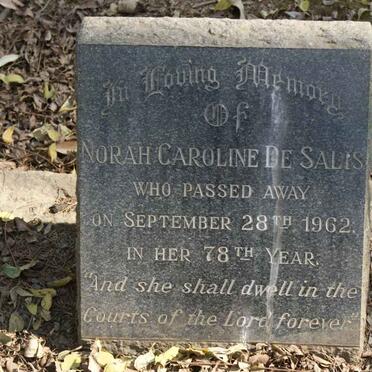 In Loving Memory
Of
NORAH CAROLINE DE SALIS
WHO PASSED AWAY
ON SEPTEMBER 28TH 1962.
IN HER 78TH YEAR.
"And she shall dwell in the
Courts of the Lord forever"